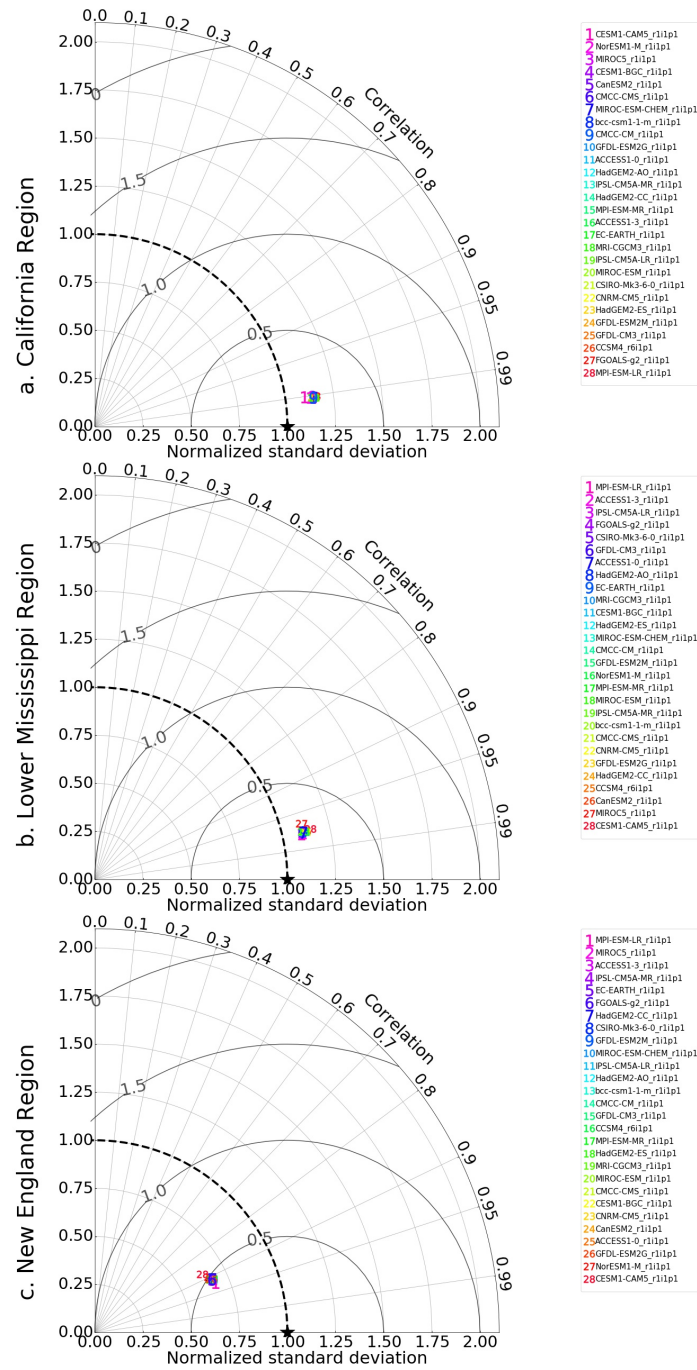 a. California Region
0.0 0.1 0.2 0.3 0.4 0.5 0.6 0.7 0.8 0.9 0.95 0.99
Correlation
2.00
1.75
1.50
1.25
1.00
0.75
0.50
0.25
0.00
0
1.5
1.0
0.5
1 9
0.00 0.25 0.50 0.75 1.00 1.25 1.50 1.75 2.00
Normalized standard deviation
1 CESM1-CAM5_r1i1p1
2 NorESM1-M_r1i1p1
3 MIROC5_r1i1p1
4 CESM1-BGC_r1i1p1
5 CanESM2_r1i1p1
6 CMCC-CMS_r1i1p1
7 MIROC-ESM-CHEM_r1i1p1
8 bcc-csm1-1-m_r1i1p1
9 CMCC-CM_r1i1p1
10 GFDL-ESM2G_r1i1p1
11 ACCESS1-0_r1i1p1
12 HadGEM2-AO_r1i1p1
13 IPSL-CM5A-MR_r1i1p1
14 HadGEM2-CC_r1i1p1
15 MPI-ESM-MR_r1i1p1
16 ACCESS1-3_r1i1p1
17 EC-EARTH_r1i1p1
18 MRI-CGCM3_r1i1p1
19 IPSL-CM5A-LR_r1i1p1
20 MIROC-ESM_r1i1p1
21 CSIRO-Mk3-6-0_r1i1p1
22 CNRM-CM5_r1i1p1
23 HadGEM2-ES_r1i1p1
24 GFDL-ESM2M_r1i1p1
25 GFDL-CM3_r1i1p1
26 CCSM4_r6i1p1
27 FGOALS-g2_r1i1p1
28 MPI-ESM-LR_r1i1p1
b. Lower Mississippi Region
0.0 0.1 0.2 0.3 0.4 0.5 0.6 0.7 0.8 0.9 0.95 0.99
Correlation
2.00
1.75
1.50
1.25
1.00
0.75
0.50
0.25
0.00
0
1.5
1.0
0.5
27
7 28
0.00 0.25 0.50 0.75 1.00 1.25 1.50 1.75 2.00
Normalized standard deviation
1 MPI-ESM-LR_r1i1p1
2 ACCESS1-3_r1i1p1
3 IPSL-CM5A-LR_r1i1p1
4 FGOALS-g2_r1i1p1
5 CSIRO-Mk3-6-0_r1i1p1
6 GFDL-CM3_r1i1p1
7 ACCESS1-0_r1i1p1
8 HadGEM2-AO_r1i1p1
9 EC-EARTH_r1i1p1
10 MRI-CGCM3_r1i1p1
11 CESM1-BGC_r1i1p1
12 HadGEM2-ES_r1i1p1
13 MIROC-ESM-CHEM_r1i1p1
14 CMCC-CM_r1i1p1
15 GFDL-ESM2M_r1i1p1
16 NorESM1-M_r1i1p1
17 MPI-ESM-MR_r1i1p1
18 MIROC-ESM_r1i1p1
19 IPSL-CM5A-MR_r1i1p1
20 bcc-csm1-1-m_r1i1p1
21 CMCC-CMS_r1i1p1
22 CNRM-CM5_r1i1p1
23 GFDL-ESM2G_r1i1p1
24 HadGEM2-CC_r1i1p1
25 CCSM4_r6i1p1
26 CanESM2_r1i1p1
27 MIROC5_r1i1p1
28 CESM1-CAM5_r1i1p1
c. New England Region
0.0 0.1 0.2 0.3 0.4 0.5 0.6 0.7 0.8 0.9 0.95 0.99
Correlation
2.00
1.75
1.50
1.25
1.00
0.75
0.50
0.25
0.00
0
1.5
1.0
0.5
28 6
1
0.00 0.25 0.50 0.75 1.00 1.25 1.50 1.75 2.00
Normalized standard deviation
1 MPI-ESM-LR_r1i1p1
2 MIROC5_r1i1p1
3 ACCESS1-3_r1i1p1
4 IPSL-CM5A-MR_r1i1p1
5 EC-EARTH_r1i1p1
6 FGOALS-g2_r1i1p1
7 HadGEM2-CC_r1i1p1
8 CSIRO-Mk3-6-0_r1i1p1
9 GFDL-ESM2M_r1i1p1
10 MIROC-ESM-CHEM_r1i1p1
11 IPSL-CM5A-LR_r1i1p1
12 HadGEM2-AO_r1i1p1
13 bcc-csm1-1-m_r1i1p1
14 CMCC-CM_r1i1p1
15 GFDL-CM3_r1i1p1
16 CCSM4_r6i1p1
17 MPI-ESM-MR_r1i1p1
18 HadGEM2-ES_r1i1p1
19 MRI-CGCM3_r1i1p1
20 MIROC-ESM_r1i1p1
21 CMCC-CMS_r1i1p1
22 CESM1-BGC_r1i1p1
23 CNRM-CM5_r1i1p1
24 CanESM2_r1i1p1
25 ACCESS1-0_r1i1p1
26 GFDL-ESM2G_r1i1p1
27 NorESM1-M_r1i1p1
28 CESM1-CAM5_r1i1p1